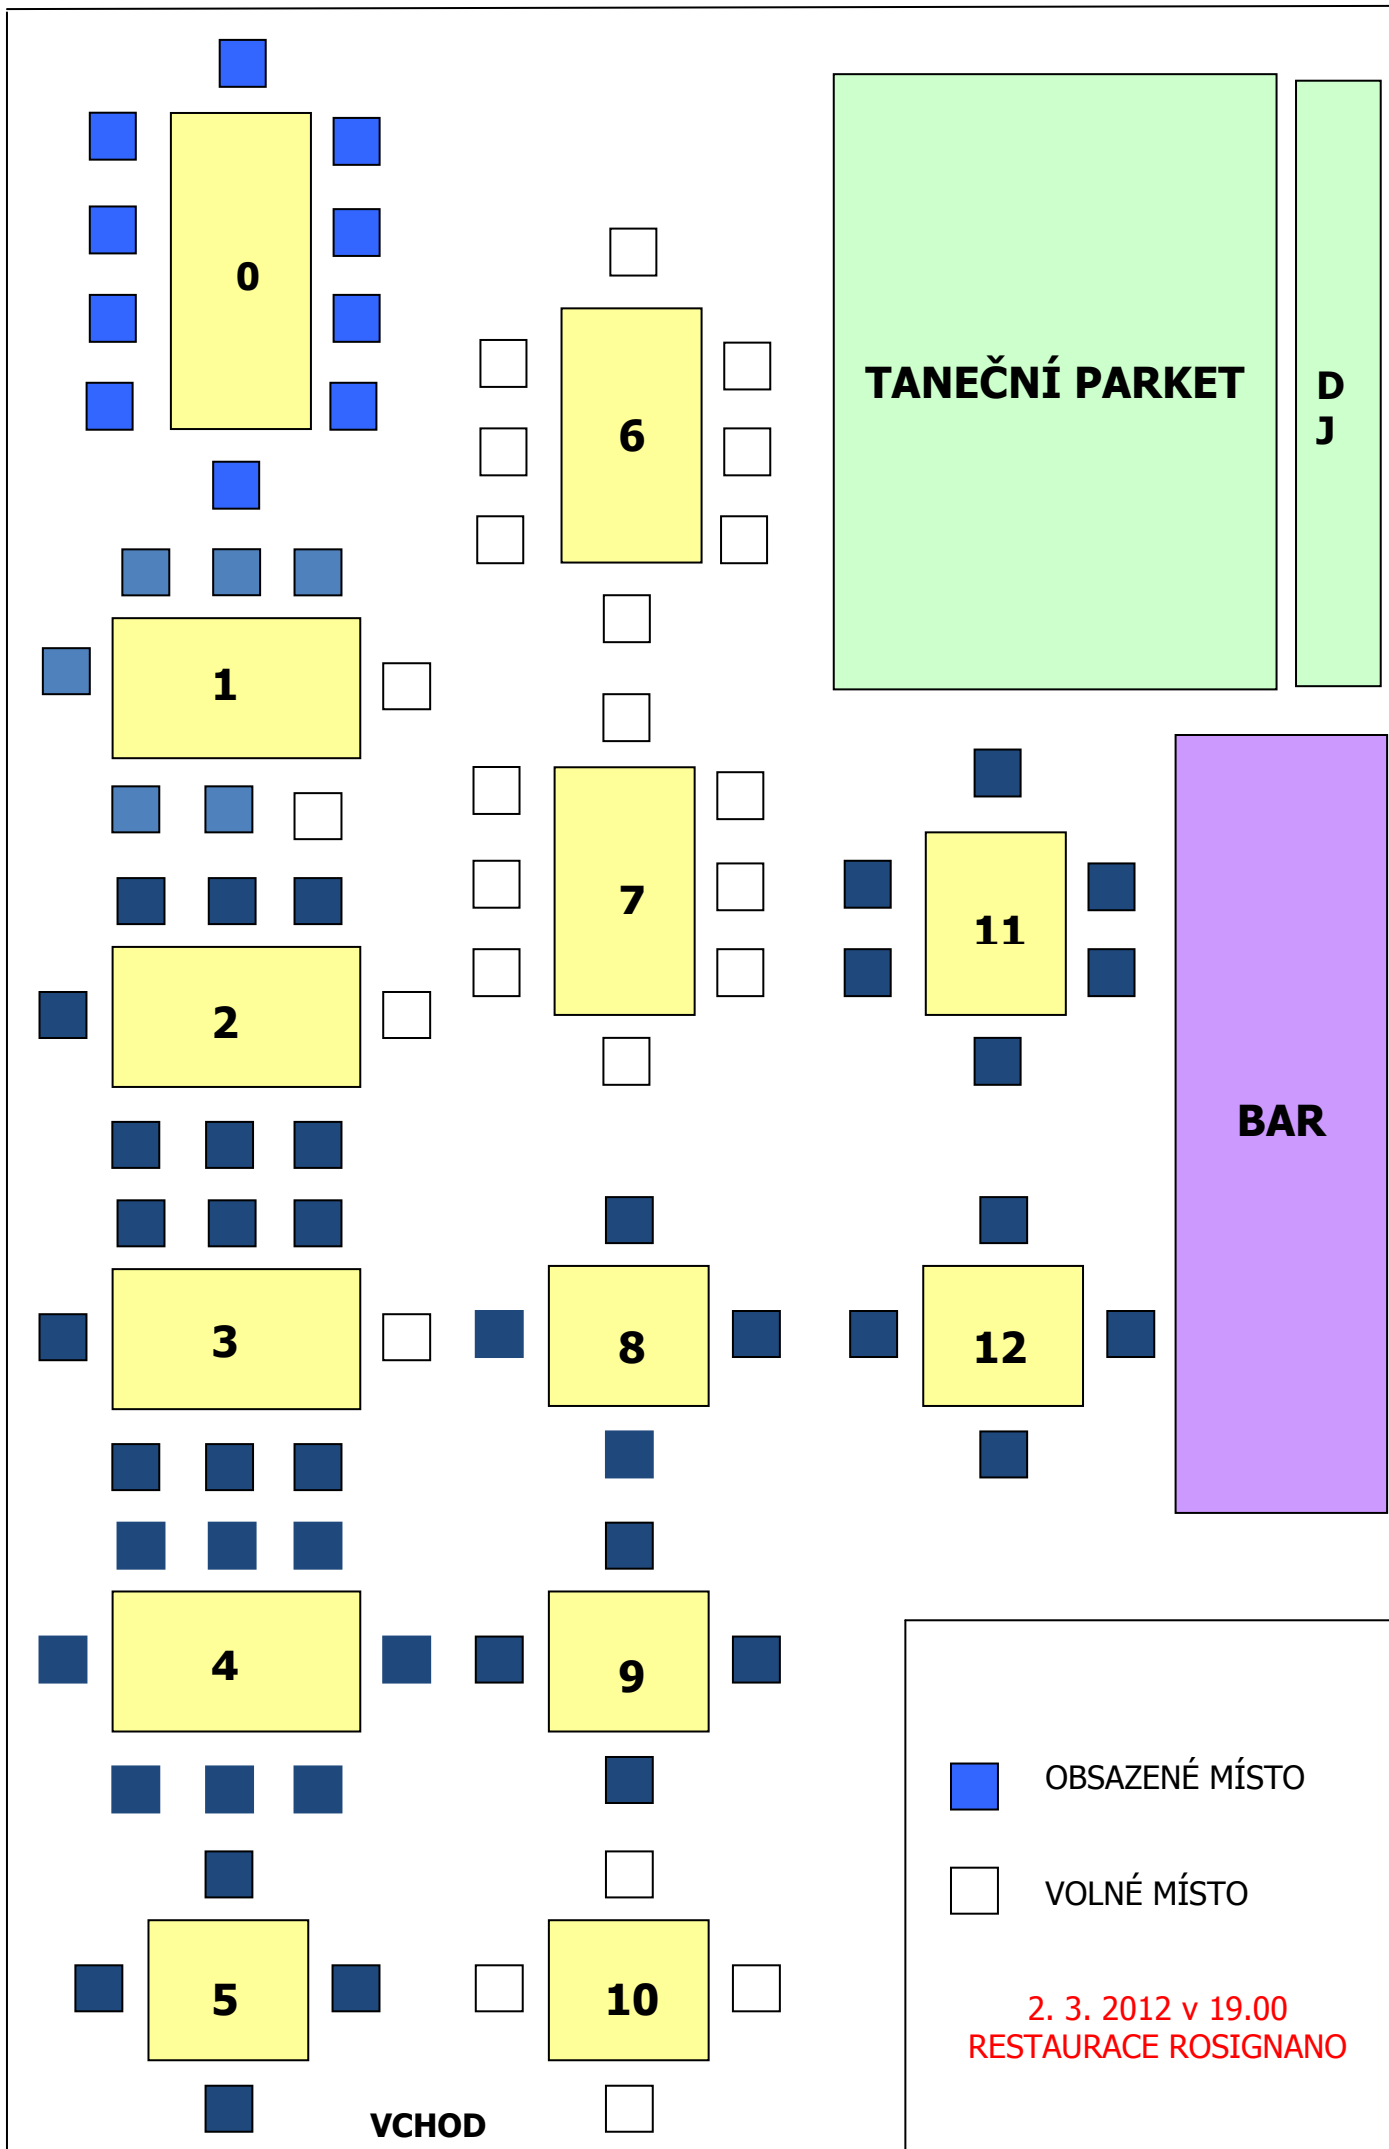 0
6
TANEČNÍ PARKET
D
J
1
7
11
2
BAR
3
8
12
4
9
OBSAZENÉ MÍSTO
VOLNÉ MÍSTO
5
10
2. 3. 2012 v 19.00
RESTAURACE ROSIGNANO
VCHOD